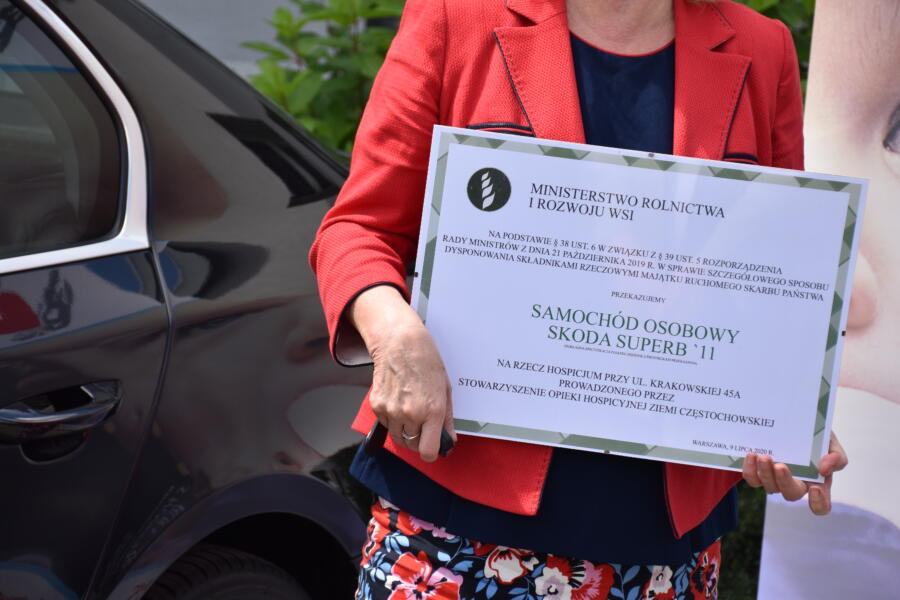 MINISTERSTWO ROLNICTWA
I ROZWOJU WSI
NA PODSTAWIE § 38 UST. 6 W ZWIĄZKU Z § 39 UST. 5 ROZPORZĄDZENIA
RADY MINISTRÓW Z DNIA 21 PAŹDZIERNIKA 2019 R. W SPRAWIE SZCZEGÓŁOWEGO SPOSOBU
DYSPONOWANIA SKŁADNIKAMI RZECZOWYMI MAJĄTKU RUCHOMEGO SKARBU PAŃSTWA
PRZEKAZUJEMY
SAMOCHÓD OSOBOWY
SKODA SUPERB `11
NA RZECZ HOSPICJUM PRZY UL. KRAKOWSKIEJ 45A
PROWADZONEGO PRZEZ
STOWARZYSZENIE OPIEKI HOSPICYJNEJ ZIEMI CZĘSTOCHOWSKIEJ
WARSZAWA, 9 LIPCA 2020 R.